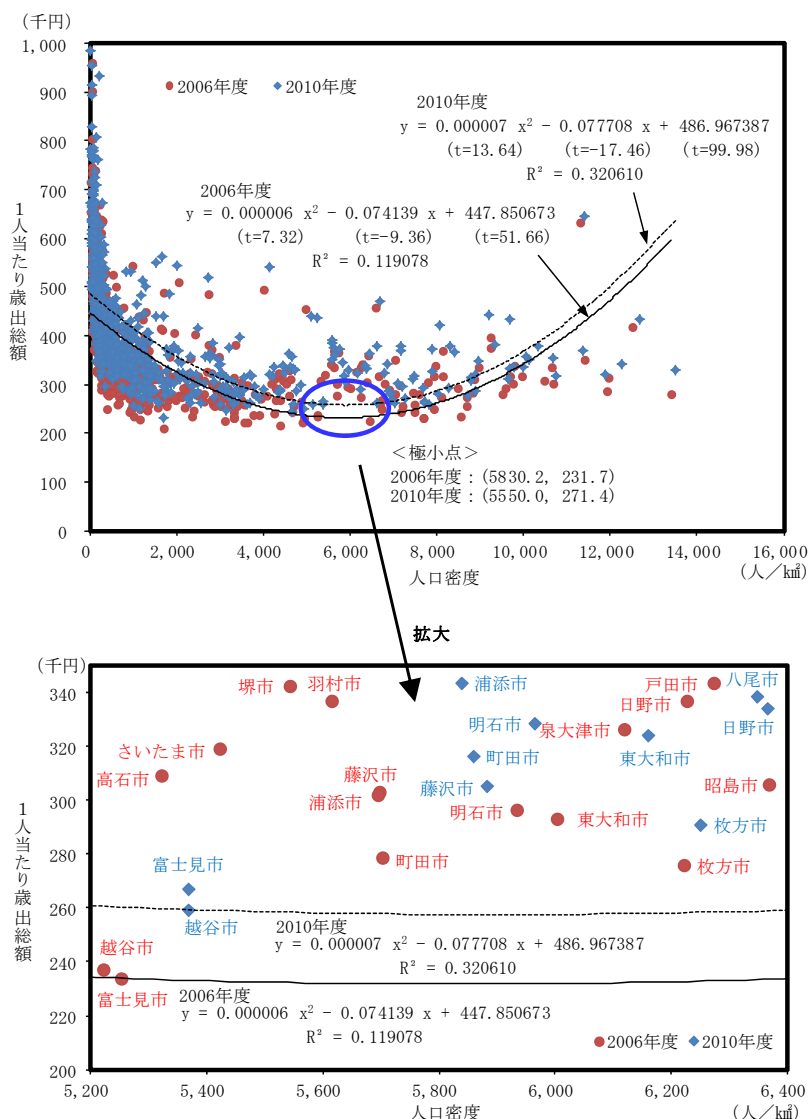 （千円）
1,000
900
800
700
600
500
400
300
200
100
0
1人当たり歳出総額
2006年度
2010年度
2010年度
y = 0.000007 x² − 0.077708 x + 486.967387
(t=13.64) (t=-17.46) (t=99.98)
R² = 0.320610
2006年度
y = 0.000006 x² − 0.074139 x + 447.850673
(t=7.32) (t=-9.36) (t=51.66)
R² = 0.119078
＜極小点＞
2006年度：(5830.2, 231.7)
2010年度：(5550.0, 271.4)
0 2,000 4,000 6,000 8,000 10,000 12,000 14,000 16,000
人口密度
（人／㎢）
拡大
（千円）
340
320
300
280
260
240
220
200
1人当たり歳出総額
堺市
羽村市
浦添市
戸田市
八尾市
日野市
明石市
泉大津市
日野市
さいたま市
町田市
東大和市
高石市
藤沢市
藤沢市
昭島市
浦添市
明石市
東大和市
枚方市
富士見市
町田市
枚方市
越谷市
2010年度
y = 0.000007 x² − 0.077708 x + 486.967387
R² = 0.320610
越谷市
富士見市
2006年度
y = 0.000006 x² − 0.074139 x + 447.850673
R² = 0.119078
2006年度
2010年度
5,200 5,400 5,600 5,800 6,000 6,200 6,400
人口密度
（人／㎢）